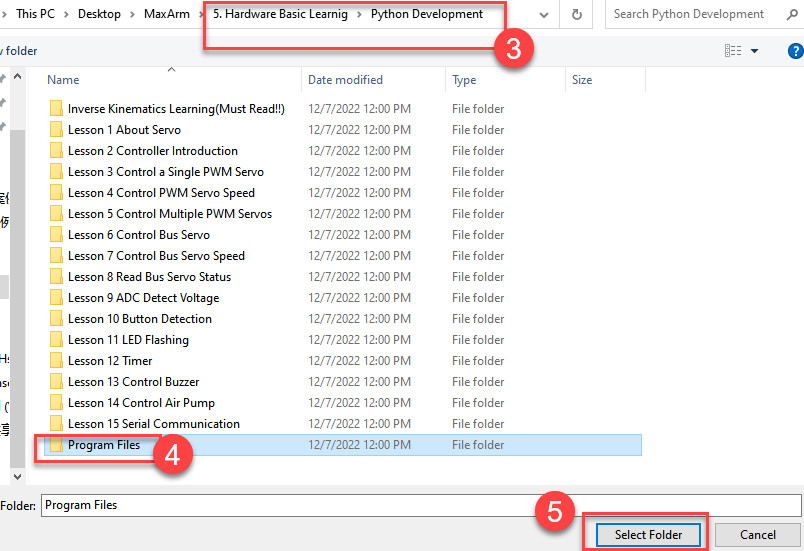 This PC > Desktop > MaxArm > 5. Hardware Basic Learnig > Python Development
Search Python Development
3
folder
?
Name
Date modified
Type
Size
Inverse Kinematics Learning(Must Read!!) 12/7/2022 12:00 PM File folder
Lesson 1 About Servo 12/7/2022 12:00 PM File folder
Lesson 2 Controller Introduction 12/7/2022 12:00 PM File folder
Lesson 3 Control a Single PWM Servo 12/7/2022 12:00 PM File folder
Lesson 4 Control PWM Servo Speed 12/7/2022 12:00 PM File folder
Lesson 5 Control Multiple PWM Servos 12/7/2022 12:00 PM File folder
Lesson 6 Control Bus Servo 12/7/2022 12:00 PM File folder
Lesson 7 Control Bus Servo Speed 12/7/2022 12:00 PM File folder
Lesson 8 Read Bus Servo Status 12/7/2022 12:00 PM File folder
Lesson 9 ADC Detect Voltage 12/7/2022 12:00 PM File folder
Lesson 10 Button Detection 12/7/2022 12:00 PM File folder
Lesson 11 LED Flashing 12/7/2022 12:00 PM File folder
Lesson 12 Timer 12/7/2022 12:00 PM File folder
Lesson 13 Control Buzzer 12/7/2022 12:00 PM File folder
Lesson 14 Control Air Pump 12/7/2022 12:00 PM File folder
Lesson 15 Serial Communication 12/7/2022 12:00 PM File folder
Program Files 12/7/2022 12:00 PM File folder
4
Folder: Program Files
5
Select Folder
Cancel